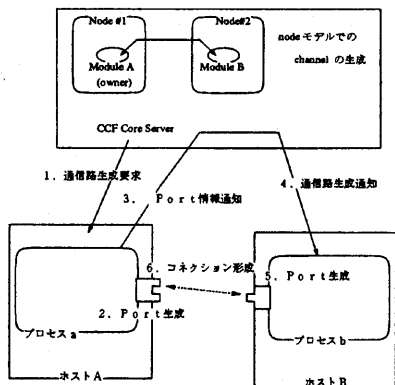 Node #1
Node#2
nodeモデルでの
channel の生成
Module A
(owner)
Module B
CCF Core Server
1. 通信路生成要求
3. Port情報通知
4. 通信路生成通知
6. コネクション形成
5. Port生成
2. Port生成
プロセスa
プロセスb
ホストA
ホストB